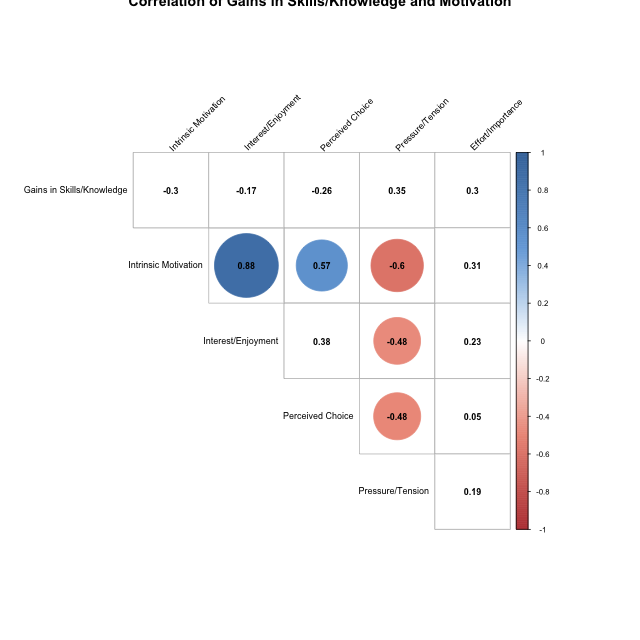 Correlation of Gains in Skills/Knowledge and Motivation
Intrinsic Motivation
Interest/Enjoyment
Perceived Choice
Pressure/Tension
Effort/Importance
Gains in Skills/Knowledge -0.3 -0.17 -0.26 0.35 0.3
Intrinsic Motivation 0.88 0.57 -0.6 0.31
Interest/Enjoyment 0.38 -0.48 0.23
Perceived Choice -0.48 0.05
Pressure/Tension 0.19
1
0.8
0.6
0.4
0.2
0
-0.2
-0.4
-0.6
-0.8
-1